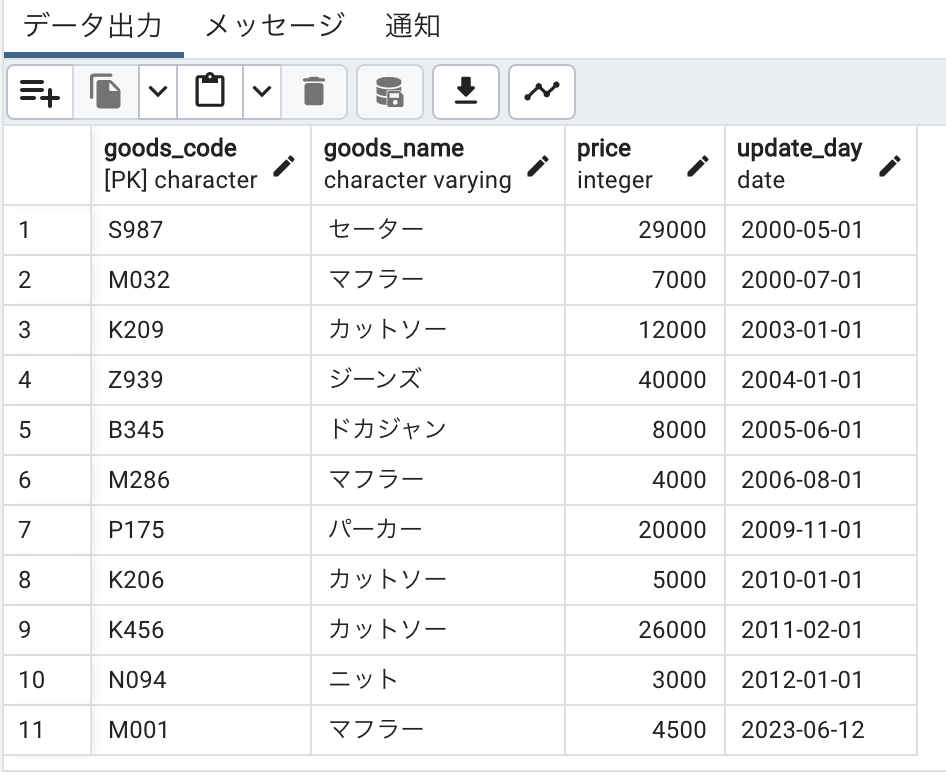 データ出力 メッセージ 通知
goods_code goods_name price update_day
[PK] character character varying integer date
1 S987 セーター 29000 2000-05-01
2 M032 マフラー 7000 2000-07-01
3 K209 カットソー 12000 2003-01-01
4 Z939 ジーンズ 40000 2004-01-01
5 B345 ドカジャン 8000 2005-06-01
6 M286 マフラー 4000 2006-08-01
7 P175 パーカー 20000 2009-11-01
8 K206 カットソー 5000 2010-01-01
9 K456 カットソー 26000 2011-02-01
10 N094 ニット 3000 2012-01-01
11 M001 マフラー 4500 2023-06-12